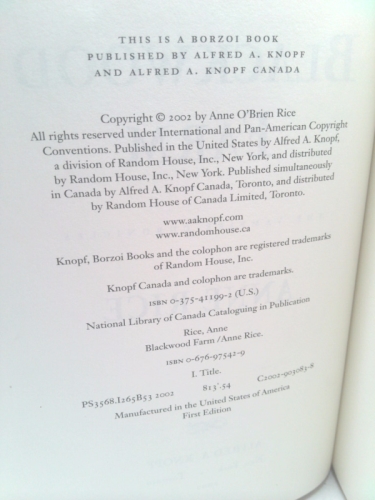 THIS IS A BORZOI BOOK
PUBLISHED BY ALFRED A. KNOPF
AND ALFRED A. KNOPF CANADA
Copyright © 2002 by Anne O'Brien Rice
All rights reserved under International and Pan-American Copyright
Conventions. Published in the United States by Alfred A. Knopf,
a division of Random House, Inc., New York, and distributed
by Random House, Inc., New York. Published simultaneously
in Canada by Alfred A. Knopf Canada, Toronto, and distributed
by Random House of Canada Limited, Toronto.
www.aaknopf.com
www.randomhouse.ca
Knopf, Borzoi Books and the colophon are registered trademarks
of Random House, Inc.
Knopf Canada and colophon are trademarks.
ISBN 0-375-41199-2 (U.S.)
National Library of Canada Cataloguing in Publication
Rice, Anne
Blackwood Farm /Anne Rice.
ISBN 0-676-97542-9
I. Title.
PS3568.I265B53 2002 813'.54 C2002-903083-8
Manufactured in the United States of America
First Edition